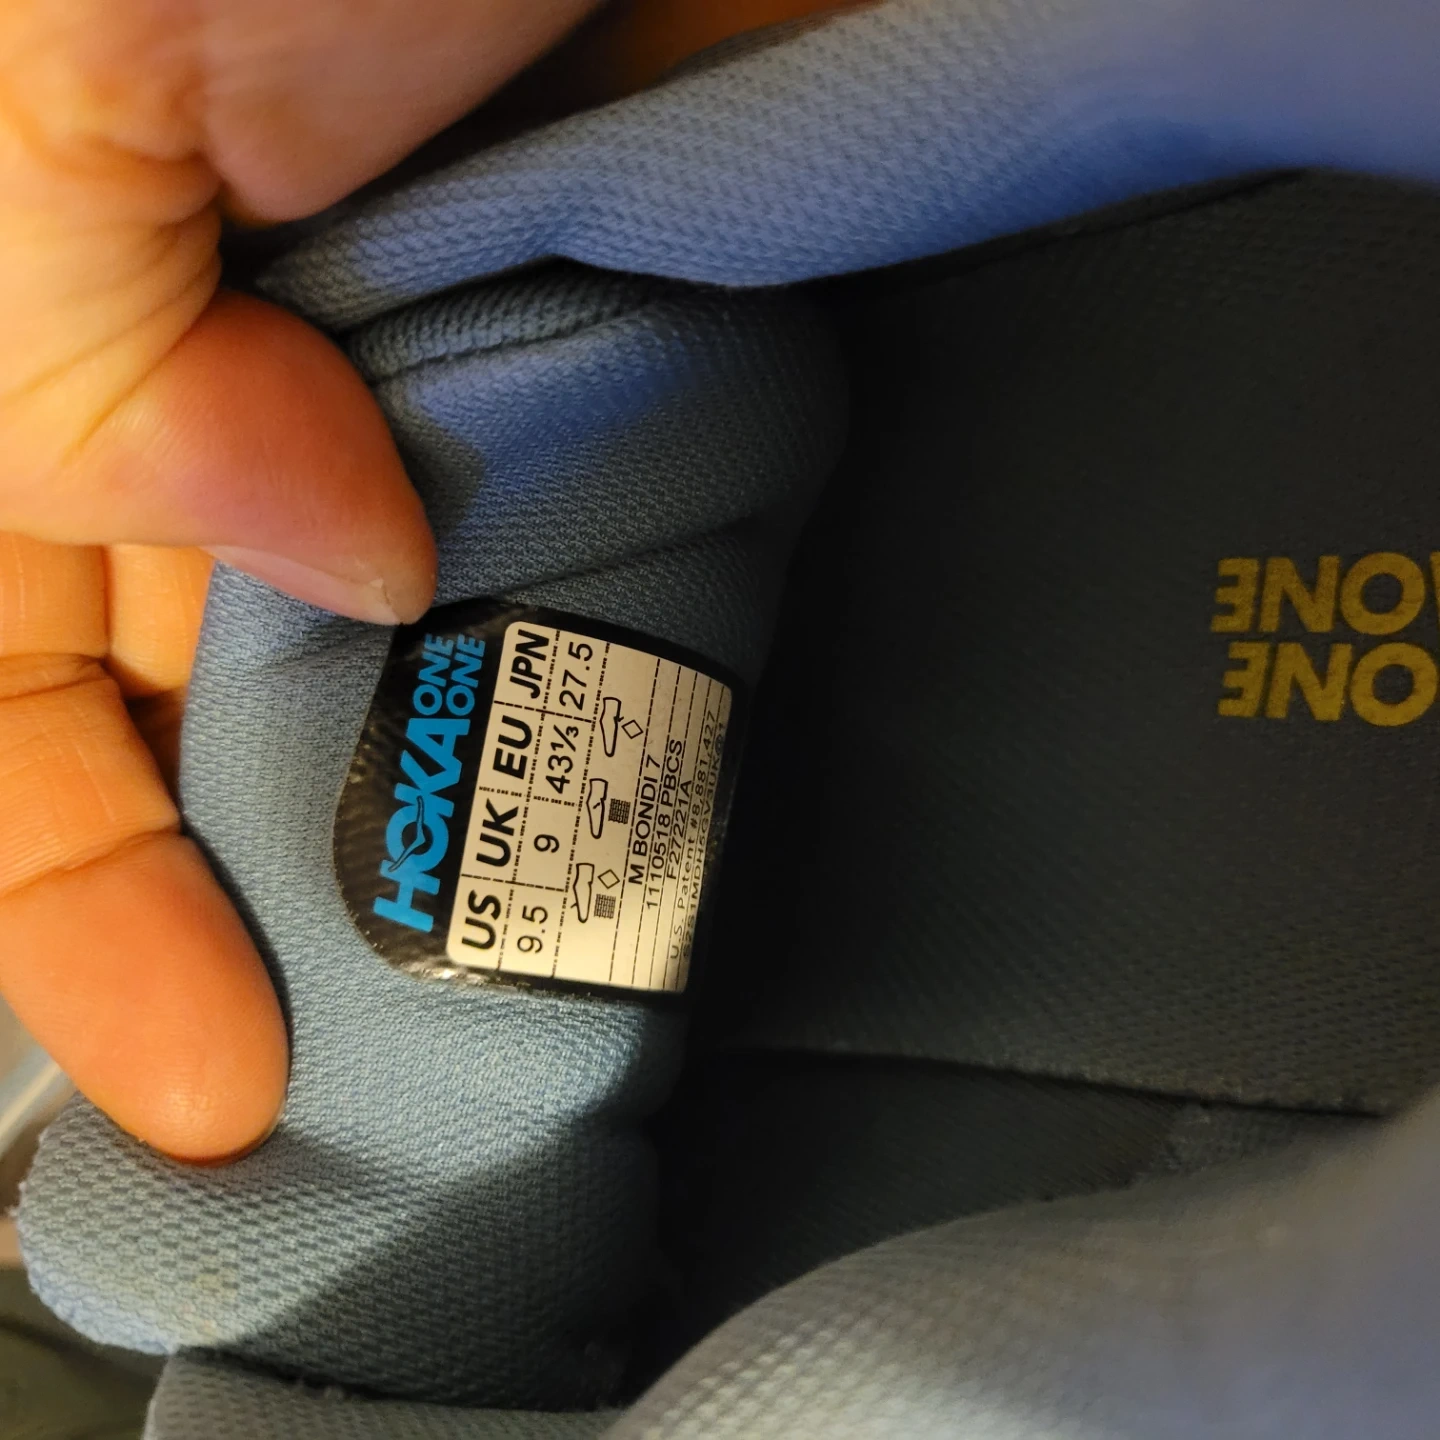 HOKA ONE ONE
US UK EU JPN
9.5 9 43⅓ 27.5
M BONDI 7
1110518 PBCS
F27221A
U.S. Patent #8,881,427
ONE
ONE